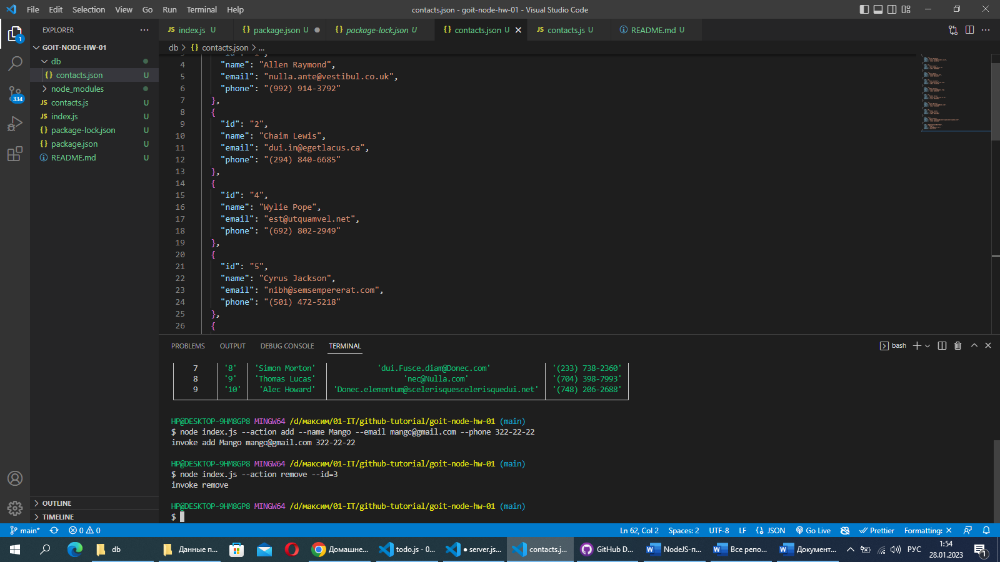 File Edit Selection View Go Run Terminal Help
contacts.json - goit-node-hw-01 - Visual Studio Code
EXPLORER
GOIT-NODE-HW-01
db
contacts.json U
node_modules
contacts.js U
index.js U
package-lock.json U
package.json U
README.md U
OUTLINE
TIMELINE
1
334
index.js U
package.json U
package-lock.json U
contacts.json U
contacts.js U
README.md U
db > contacts.json > ...
4 "name": "Allen Raymond",
5 "email": "nulla.ante@vestibul.co.uk",
6 "phone": "(992) 914-3792"
7 },
8 {
9 "id": "2",
10 "name": "Chaim Lewis",
11 "email": "dui.in@egetlacus.ca",
12 "phone": "(294) 840-6685"
13 },
14 {
15 "id": "4",
16 "name": "Wylie Pope",
17 "email": "est@utquamvel.net",
18 "phone": "(692) 802-2949"
19 },
20 {
21 "id": "5",
22 "name": "Cyrus Jackson",
23 "email": "nibh@semsempererat.com",
24 "phone": "(501) 472-5218"
25 },
26 {
PROBLEMS OUTPUT DEBUG CONSOLE TERMINAL
bash
7 '8' 'Simon Morton' 'dui.Fusce.diam@Donec.com' '(233) 738-2360'
8 '9' 'Thomas Lucas' 'nec@Nulla.com' '(704) 398-7993'
9 '10' 'Alec Howard' 'Donec.elementum@scelerisquescelerisquedui.net' '(748) 206-2688'
HP@DESKTOP-9HM8GP8 MINGW64 /d/максим/01-IT/github-tutorial/goit-node-hw-01 (main)
$ node index.js --action add --name Mango --email mango@gmail.com --phone 322-22-22
invoke add Mango mango@gmail.com 322-22-22
HP@DESKTOP-9HM8GP8 MINGW64 /d/максим/01-IT/github-tutorial/goit-node-hw-01 (main)
$ node index.js --action remove --id=3
invoke remove
HP@DESKTOP-9HM8GP8 MINGW64 /d/максим/01-IT/github-tutorial/goit-node-hw-01 (main)
$
main* 0 0
Ln 62, Col 2 Spaces: 2 UTF-8 LF JSON Go Live Prettier Formatting:
db
Данные п...
Домашне...
todo.js - 0...
● server.js...
contacts.j...
GitHub D...
NodeJS-п...
Все репо...
Документ...
РУС
1:54
28.01.2023
1